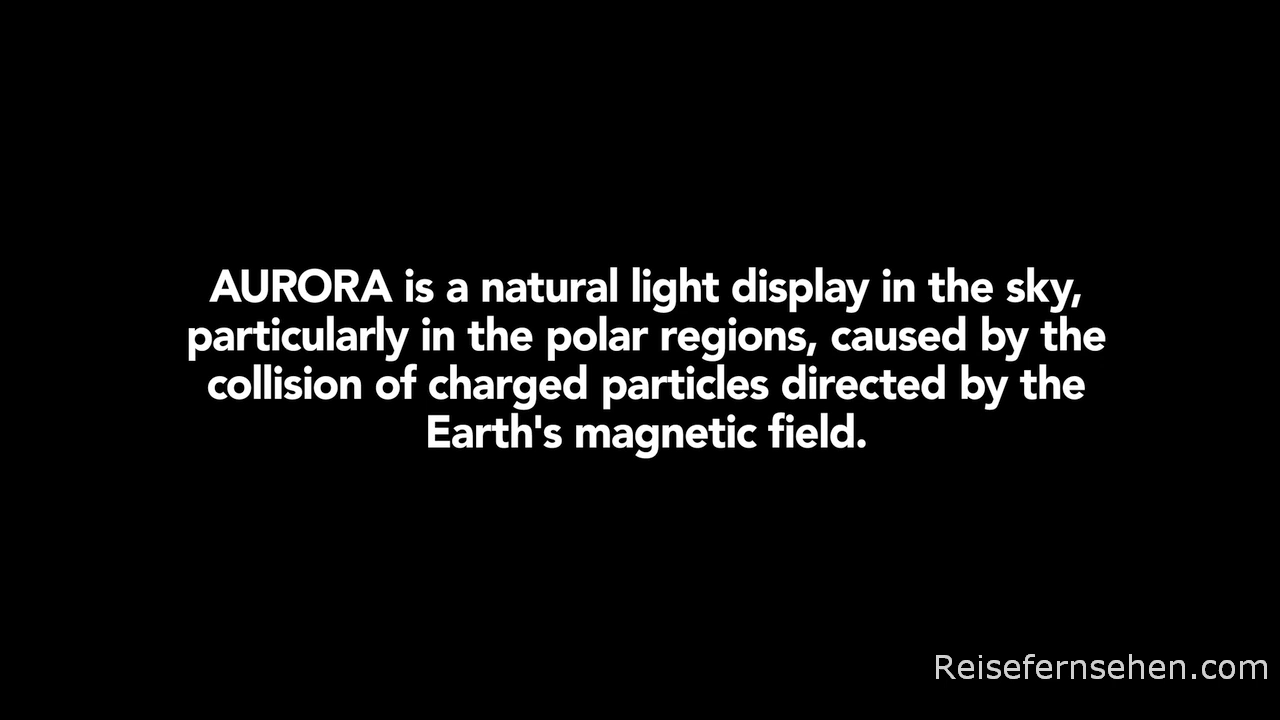 AURORA is a natural light display in the sky,
particularly in the polar regions, caused by the
collision of charged particles directed by the
Earth's magnetic field.
Reisefernsehen.com